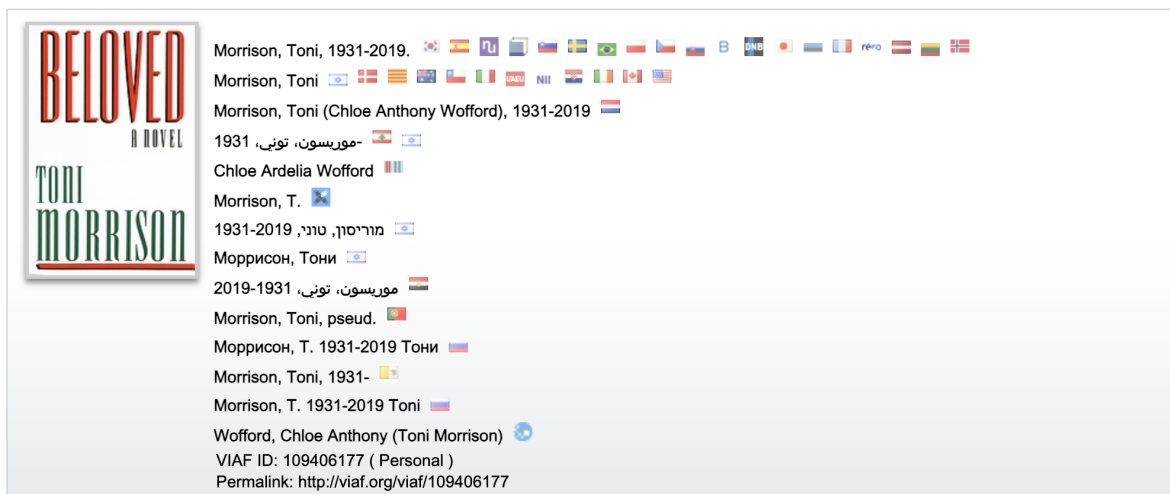 BELOVED
A NOVEL
TONI
MORRISON
Morrison, Toni, 1931-2019. B DNB réro
Morrison, Toni NII
Morrison, Toni (Chloe Anthony Wofford), 1931-2019
موريسون، توني، 1931-
Chloe Ardelia Wofford
Morrison, T.
מוריסון, טוני, 1931-2019
Моррисон, Тони
موريسون، توني، 1931-2019
Morrison, Toni, pseud.
Моррисон, Т. 1931-2019 Тони
Morrison, Toni, 1931-
Morrison, T. 1931-2019 Toni
Wofford, Chloe Anthony (Toni Morrison)
VIAF ID: 109406177 ( Personal )
Permalink: http://viaf.org/viaf/109406177